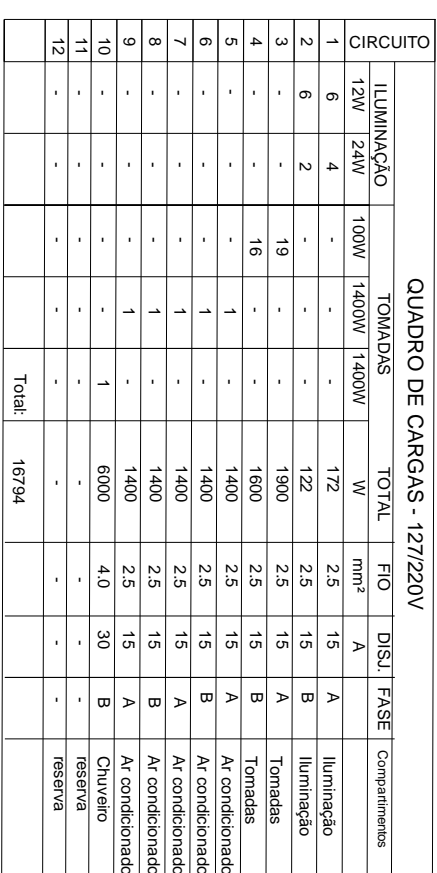 QUADRO DE CARGAS - 127/220V
CIRCUITO ILUMINAÇÃO TOMADAS TOTAL FIO DISJ. FASE Compartimentos
12W 24W 100W 1400W 1400W W mm² A
1 6 4 - - - 172 2.5 15 A Iluminação
2 6 2 - - - 122 2.5 15 B Iluminação
3 - - 19 - - 1900 2.5 15 A Tomadas
4 - - 16 - - 1600 2.5 15 B Tomadas
5 - - - 1 - 1400 2.5 15 A Ar condicionado
6 - - - 1 - 1400 2.5 15 B Ar condicionado
7 - - - 1 - 1400 2.5 15 A Ar condicionado
8 - - - 1 - 1400 2.5 15 B Ar condicionado
9 - - - 1 - 1400 2.5 15 A Ar condicionado
10 - - - - 1 6000 4.0 30 B Chuveiro
11 - - - - - - - - - reserva
12 - - - - - - - - - reserva
Total: 16794